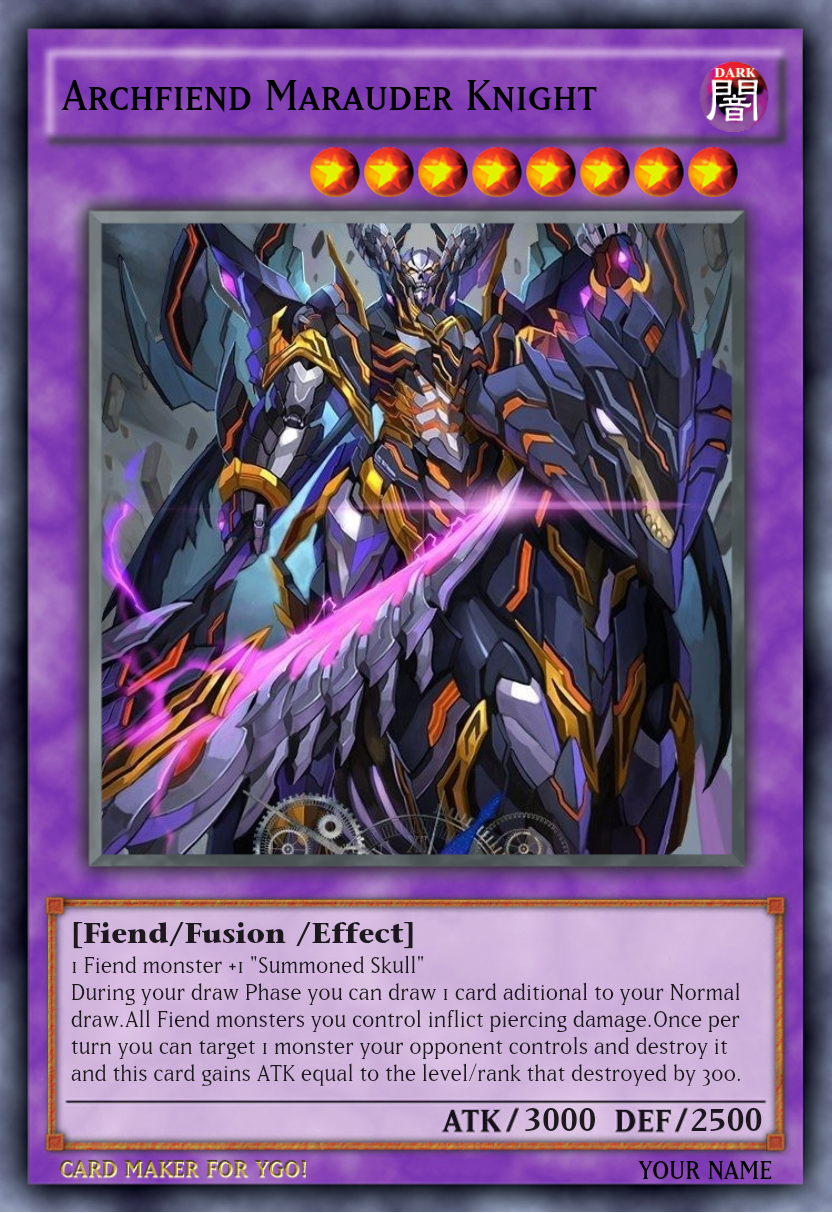 Archfiend Marauder Knight
DARK
闇
[Fiend/Fusion /Effect]
1 Fiend monster +1 "Summoned Skull"
During your draw Phase you can draw 1 card aditional to your Normal
draw.All Fiend monsters you control inflict piercing damage.Once per
turn you can target 1 monster your opponent controls and destroy it
and this card gains ATK equal to the level/rank that destroyed by 300.
ATK/3000 DEF/2500
CARD MAKER FOR YGO! YOUR NAME